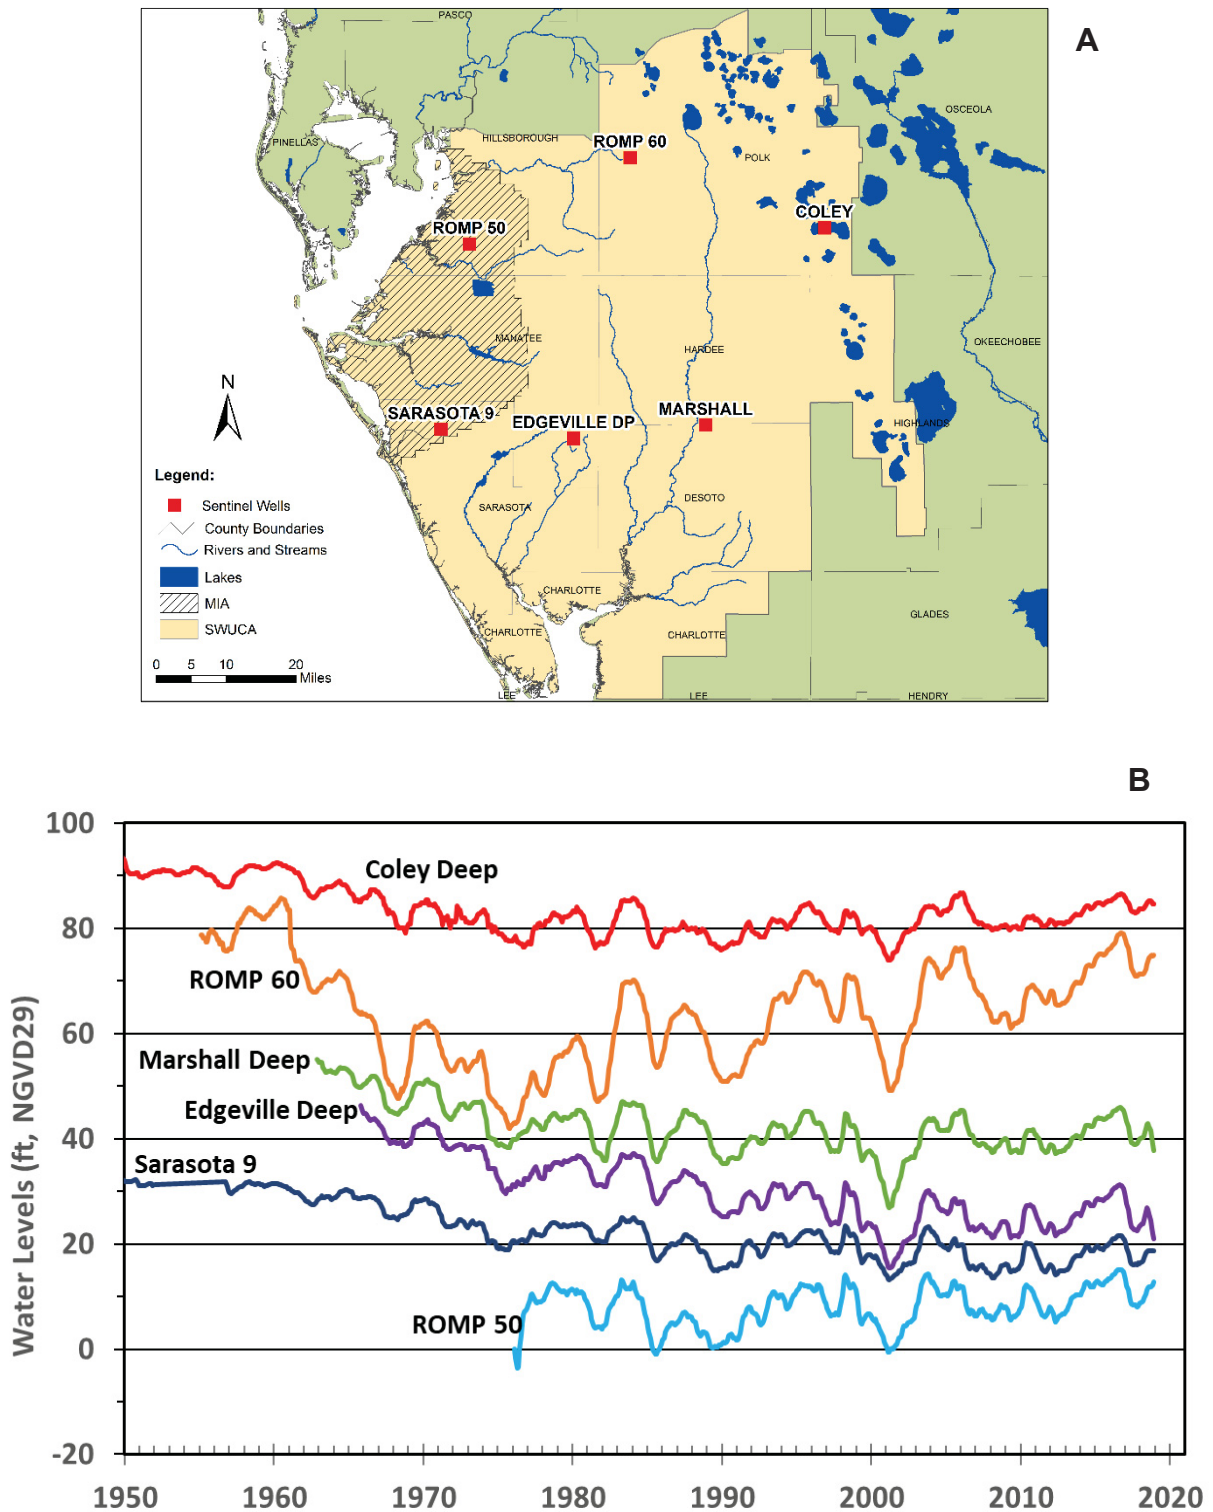 A
PASCO
OSCEOLA
PINELLAS
HILLSBOROUGH
ROMP 60
POLK
COLEY
ROMP 50
MANATEE
HARDEE
OKEECHOBEE
N
SARASOTA 9
EDGEVILLE DP
MARSHALL
HIGHLANDS
Legend:
Sentinel Wells
County Boundaries
Rivers and Streams
Lakes
MIA
SWUCA
0 5 10 20
Miles
SARASOTA
DESOTO
CHARLOTTE
GLADES
CHARLOTTE
CHARLOTTE
LEE
LEE
HENDRY
B
100
80
60
40
20
0
-20
Water Levels (ft, NGVD29)
Coley Deep
ROMP 60
Marshall Deep
Edgeville Deep
Sarasota 9
ROMP 50
1950 1960 1970 1980 1990 2000 2010 2020